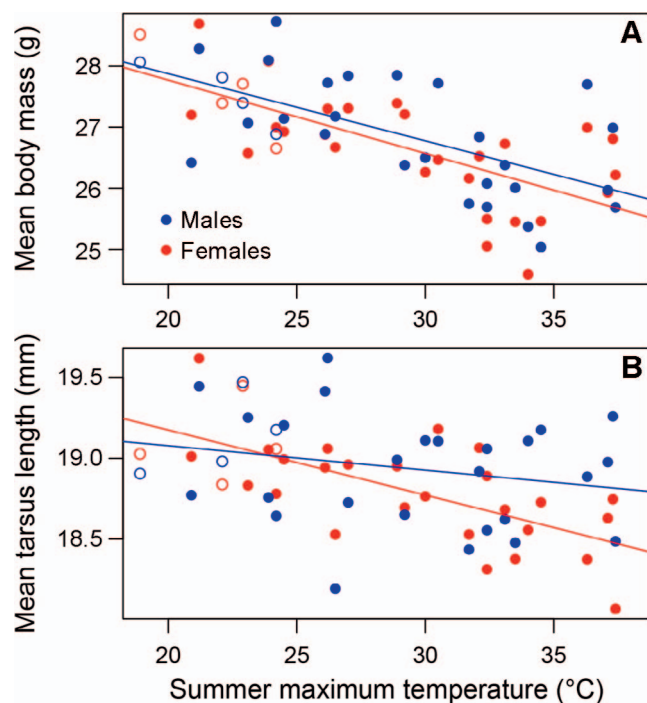 A
Mean body mass (g)
28
27
26
25
Males
Females
20 25 30 35
B
Mean tarsus length (mm)
19.5
19.0
18.5
20 25 30 35
Summer maximum temperature (°C)